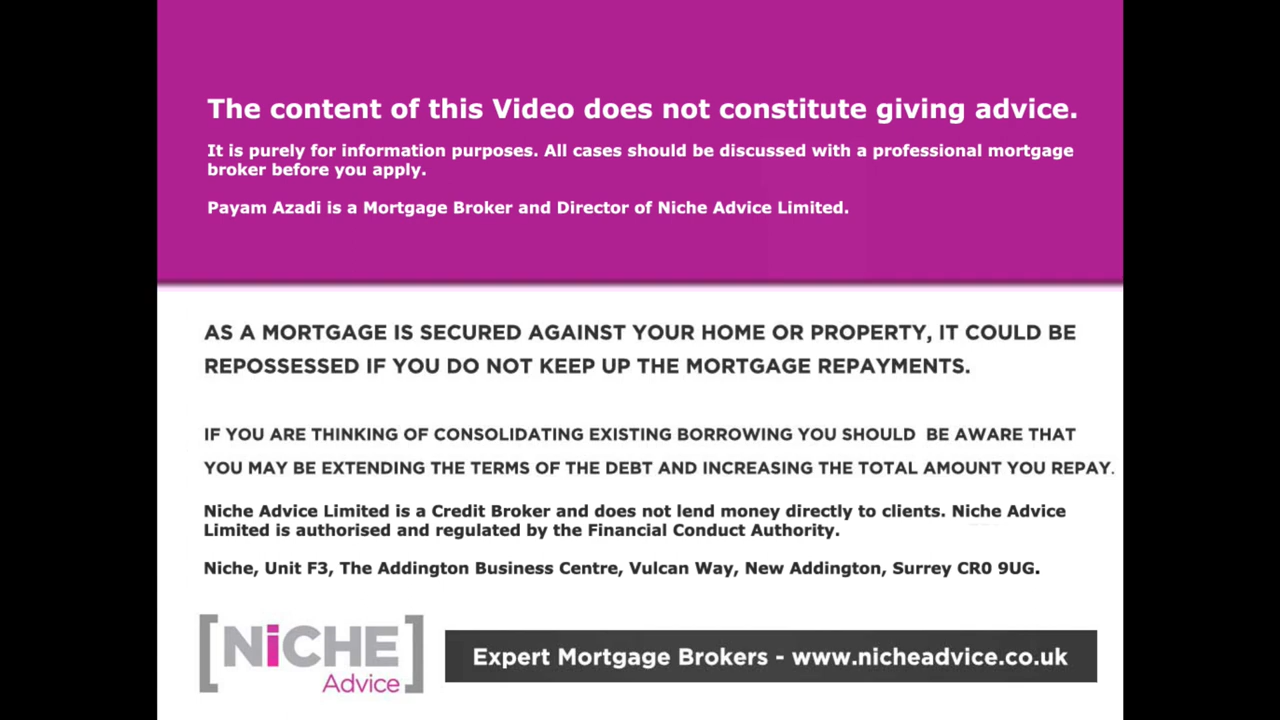 The content of this Video does not constitute giving advice.
It is purely for information purposes. All cases should be discussed with a professional mortgage
broker before you apply.
Payam Azadi is a Mortgage Broker and Director of Niche Advice Limited.
AS A MORTGAGE IS SECURED AGAINST YOUR HOME OR PROPERTY, IT COULD BE
REPOSSESSED IF YOU DO NOT KEEP UP THE MORTGAGE REPAYMENTS.
IF YOU ARE THINKING OF CONSOLIDATING EXISTING BORROWING YOU SHOULD BE AWARE THAT
YOU MAY BE EXTENDING THE TERMS OF THE DEBT AND INCREASING THE TOTAL AMOUNT YOU REPAY.
Niche Advice Limited is a Credit Broker and does not lend money directly to clients. Niche Advice
Limited is authorised and regulated by the Financial Conduct Authority.
Niche, Unit F3, The Addington Business Centre, Vulcan Way, New Addington, Surrey CR0 9UG.
[NiCHE
Advice]
Expert Mortgage Brokers - www.nicheadvice.co.uk